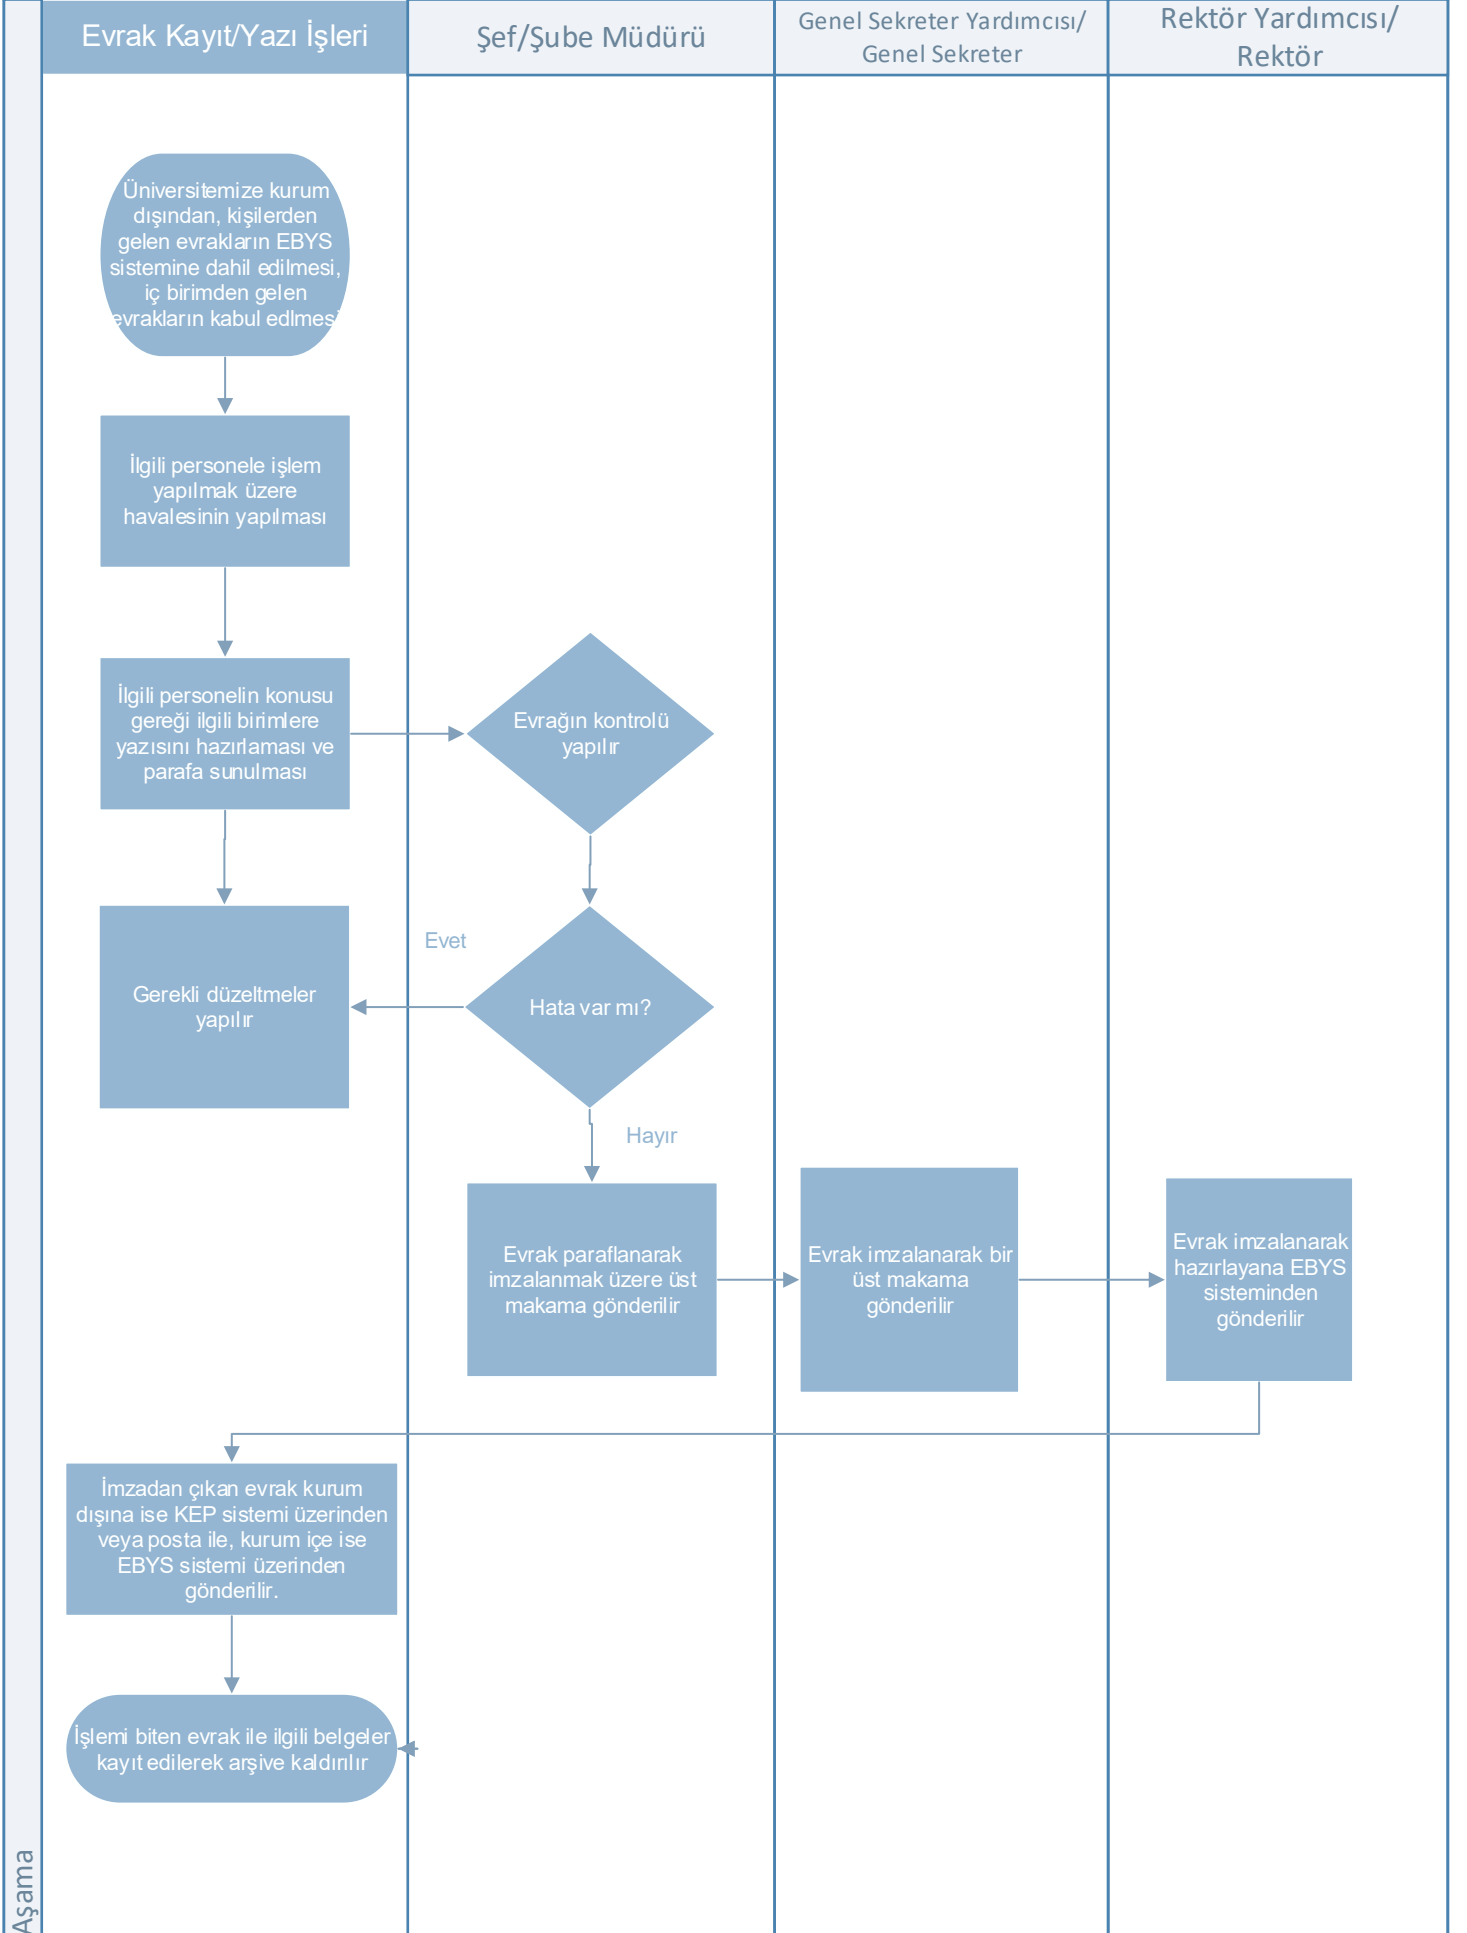 Evrak Kayıt/Yazı İşleri
Şef/Şube Müdürü
Genel Sekreter Yardımcısı/
Genel Sekreter
Rektör Yardımcısı/
Rektör
Üniversitemize kurum
dışından, kişilerden
gelen evrakların EBYS
sistemine dahil edilmesi,
iç birimden gelen
evrakların kabul edlmesi
İlgili personele işlem
yapılmak üzere
havalesinin yapılması
İlgili personelin konusu
gereği ilgili birimlere
yazısını hazırlaması ve
parafa sunulması
Evrağın kontrolü
yapılır
Gerekli düzeltmeler
yapılır
Evet
Hata var mı?
Hayır
Evrak paraflanarak
imzalanmak üzere üst
makama gönderilir
Evrak imzalanarak bir
üst makama
gönderilir
Evrak imzalanarak
hazırlayana EBYS
sisteminden
gönderilir
İmzadan çıkan evrak kurum
dışına ise KEP sistemi üzerinden
veya posta ile, kurum içe ise
EBYS sistemi üzerinden
gönderilir.
İşlemi biten evrak ile ilgili belgeler
kayıt edilerek arşive kaldırılır
Aşama